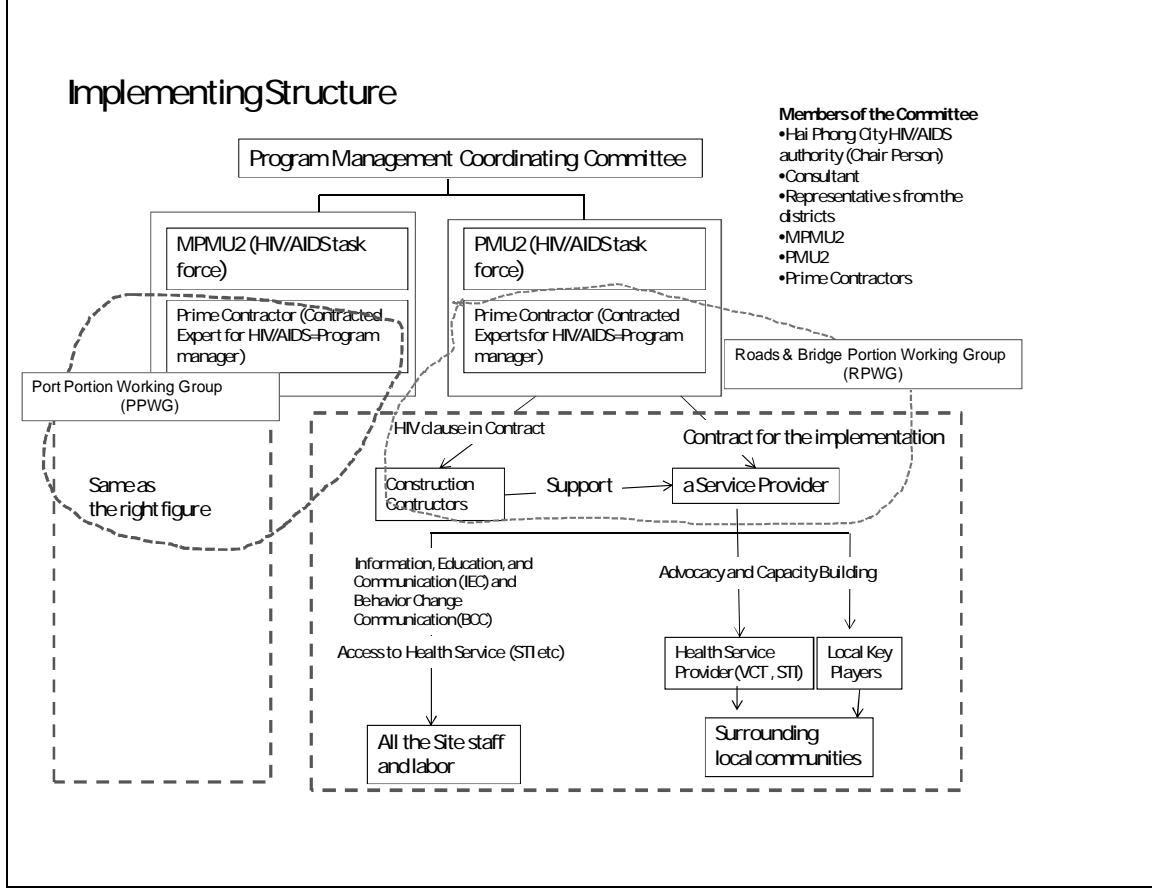 Implementing Structure
Members of the Committee
•Hai Phong City HIV/AIDS
authority (Chair Person)
•Consultant
•Representatives from the
districts
•MPMU2
•PMU2
•Prime Contractors
Program Management Coordinating Committee
MPMU2 (HIV/AIDS task
force)
PMU2 (HIV/AIDS task
force)
Prime Contractor (Contracted
Expert for HIV/AIDS=Program
manager)
Prime Contractor (Contracted
Experts for HIV/AIDS=Program
manager)
Roads & Bridge Portion Working Group
(RPWG)
Port Portion Working Group
(PPWG)
HIV clause in Contract
Contract for the implementation
Same as
the right figure
Construction
Contructors
Support
a Service Provider
Information, Education, and
Communication (IEC) and
Behavior Change
Communication (BCC)
Advocacy and Capacity Building
Access to Health Service (STI etc)
Health Service
Provider (VCT , STI)
Local Key
Players
All the Site staff
and labor
Surrounding
local communities